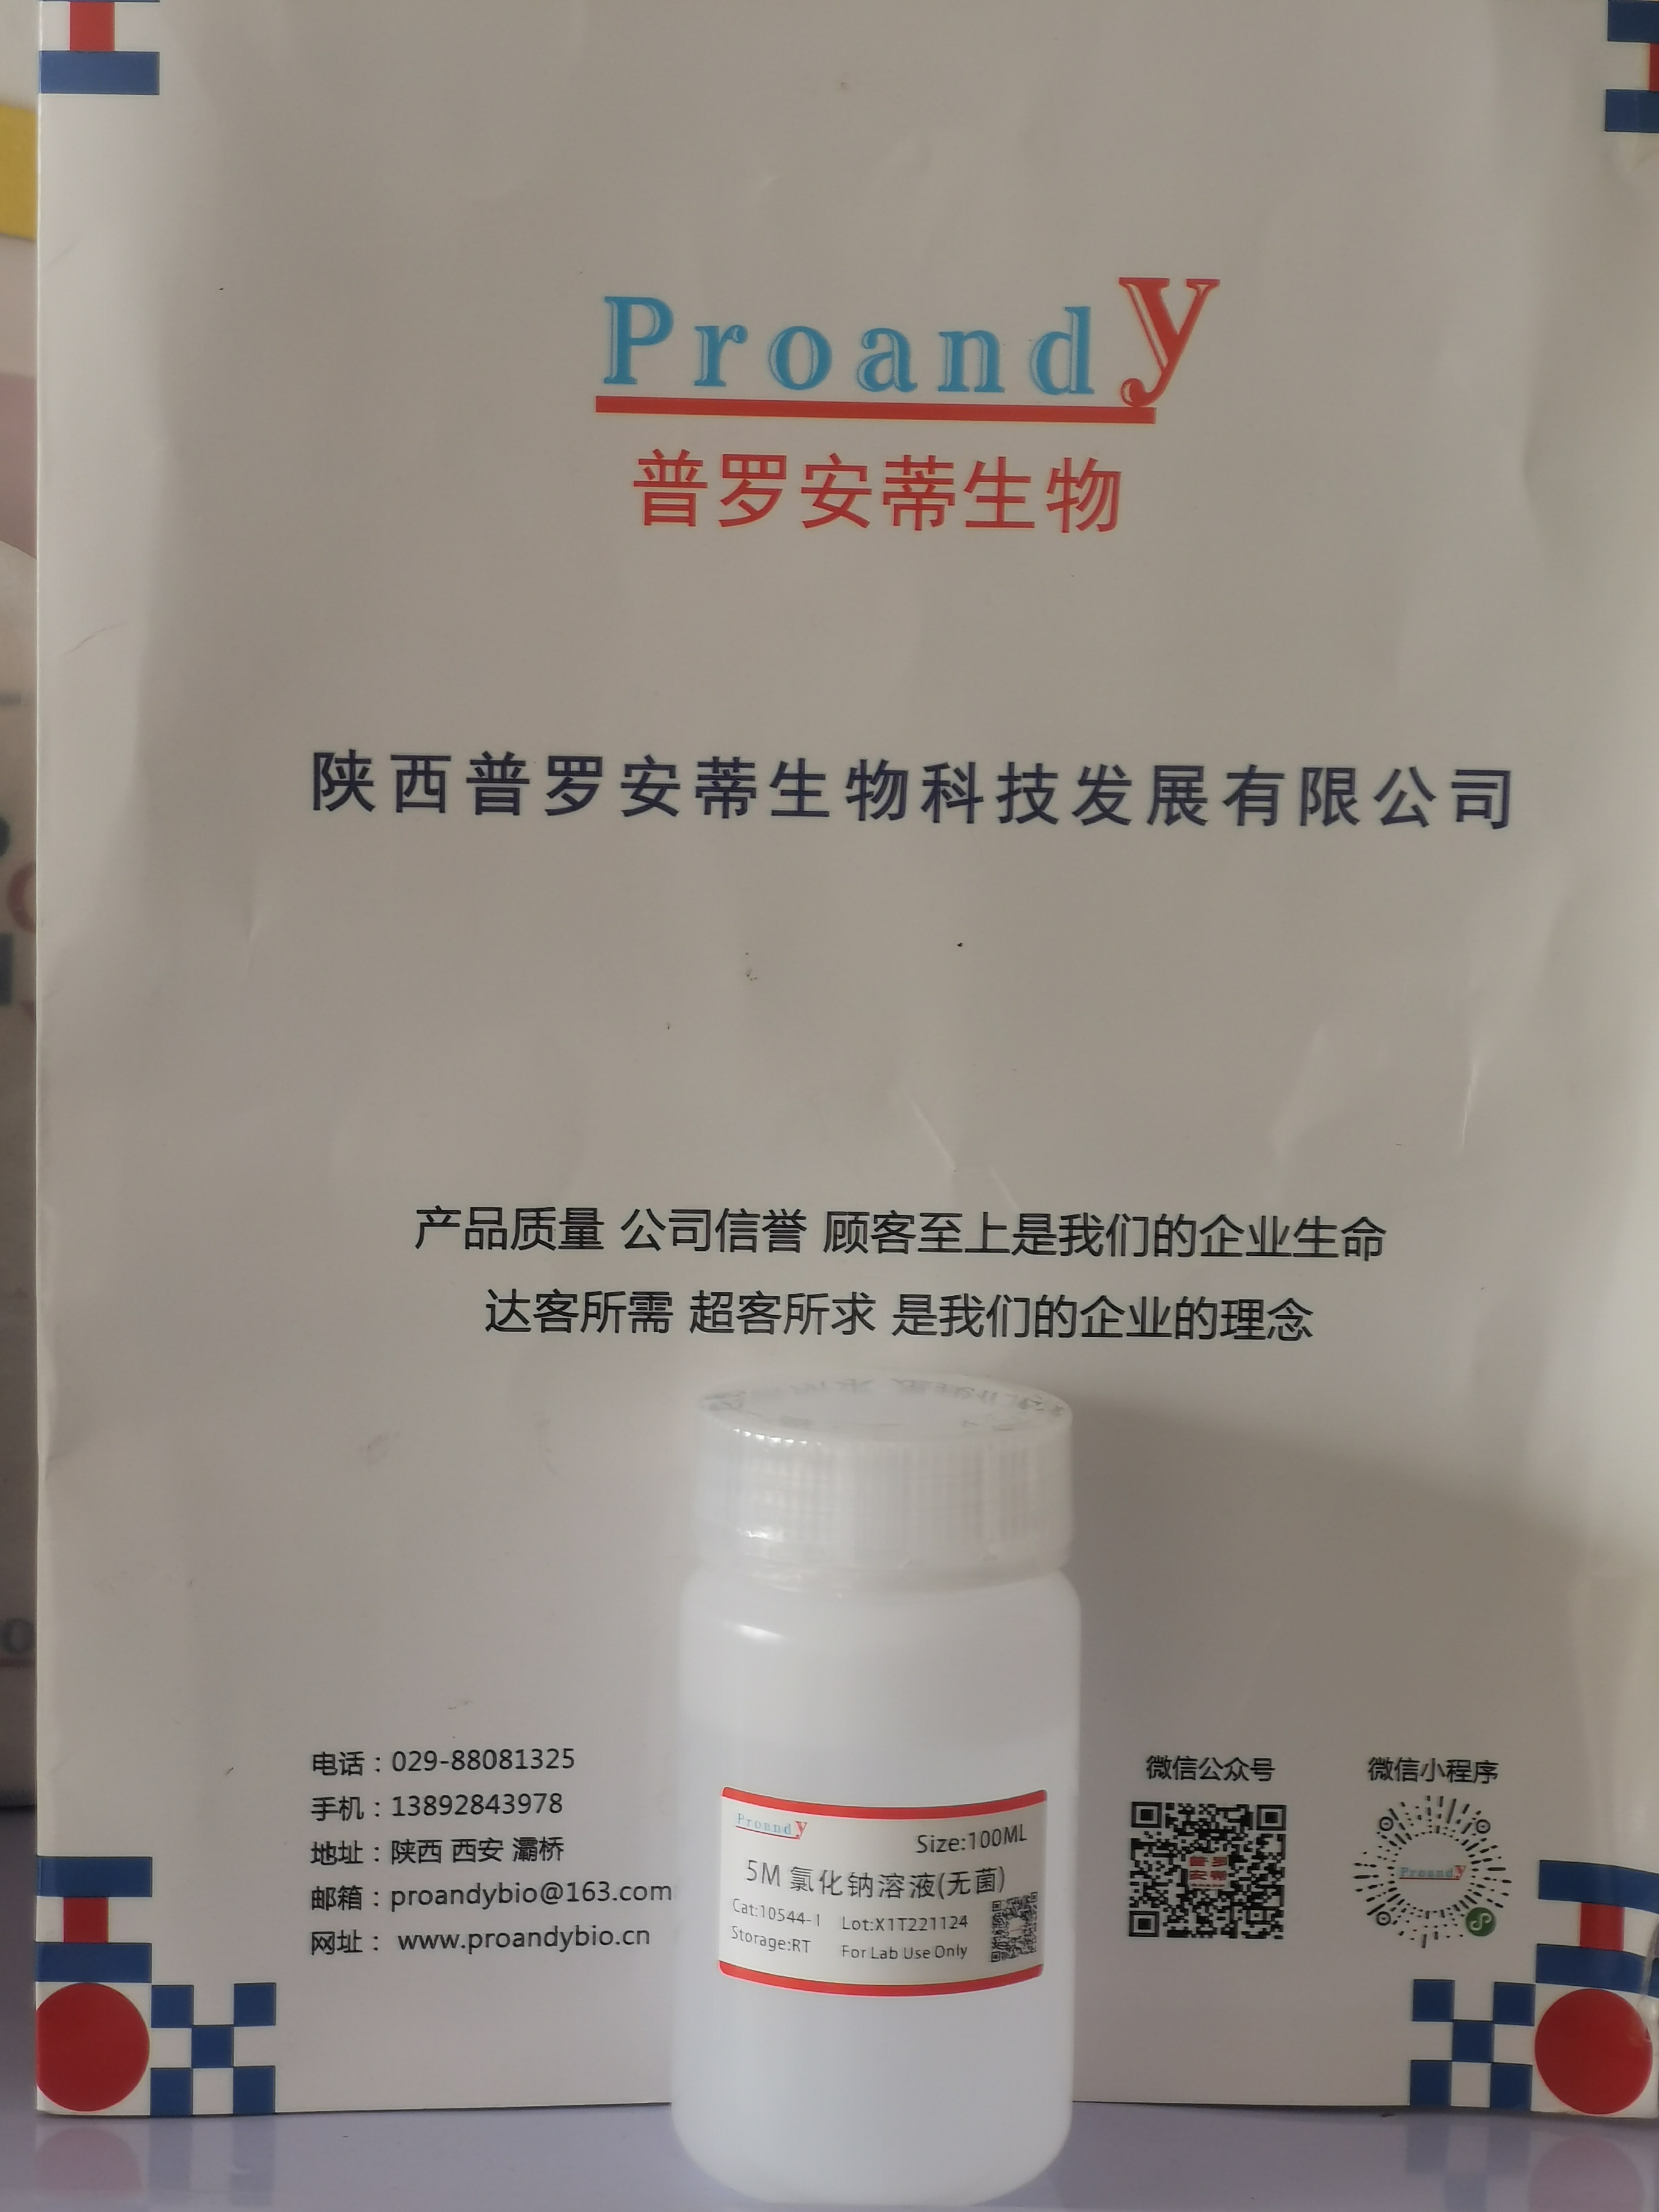 Proandy
普罗安蒂生物
陕西普罗安蒂生物科技发展有限公司
产品质量 公司信誉 顾客至上是我们的企业生命
达客所需 超客所求 是我们的企业的理念
电话：029-88081325
手机：13892843978
地址：陕西 西安 灞桥
邮箱：proandybio@163.com
网址： www.proandybio.cn
Proandy
Size:100ML
5M 氯化钠溶液(无菌)
Cat:10544-1 Lot:X1T221124
Storage:RT For Lab Use Only
微信公众号 微信小程序
普罗
安蒂
Proandy